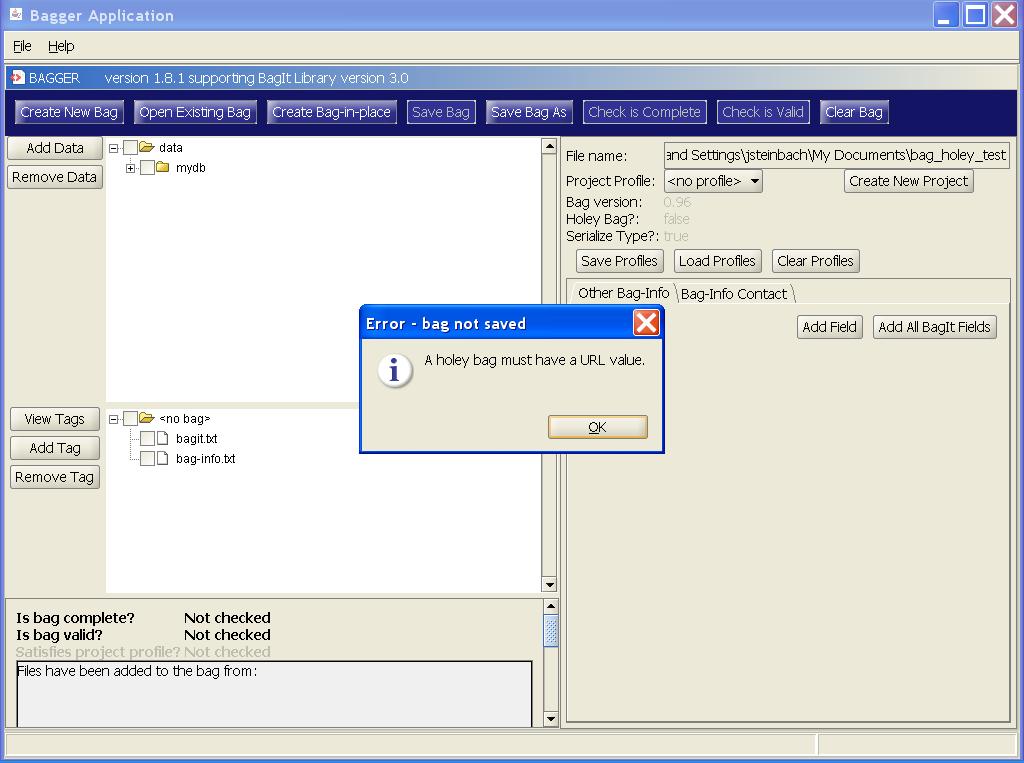 Bagger Application
File Help
BAGGER version 1.8.1 supporting BagIt Library version 3.0
Create New Bag Open Existing Bag Create Bag-in-place Save Bag Save Bag As Check is Complete Check is Valid Clear Bag
Add Data
Remove Data
data
mydb
File name: and Settings\jsteinbach\My Documents\bag_holey_test
Project Profile: <no profile> Create New Project
Bag version: 0.96
Holey Bag?: false
Serialize Type?: true
Save Profiles Load Profiles Clear Profiles
Other Bag-Info Bag-Info Contact
Add Field Add All BagIt Fields
Error - bag not saved
A holey bag must have a URL value.
OK
View Tags
Add Tag
Remove Tag
<no bag>
bagit.txt
bag-info.txt
Is bag complete? Not checked
Is bag valid? Not checked
Satisfies project profile? Not checked
Files have been added to the bag from: